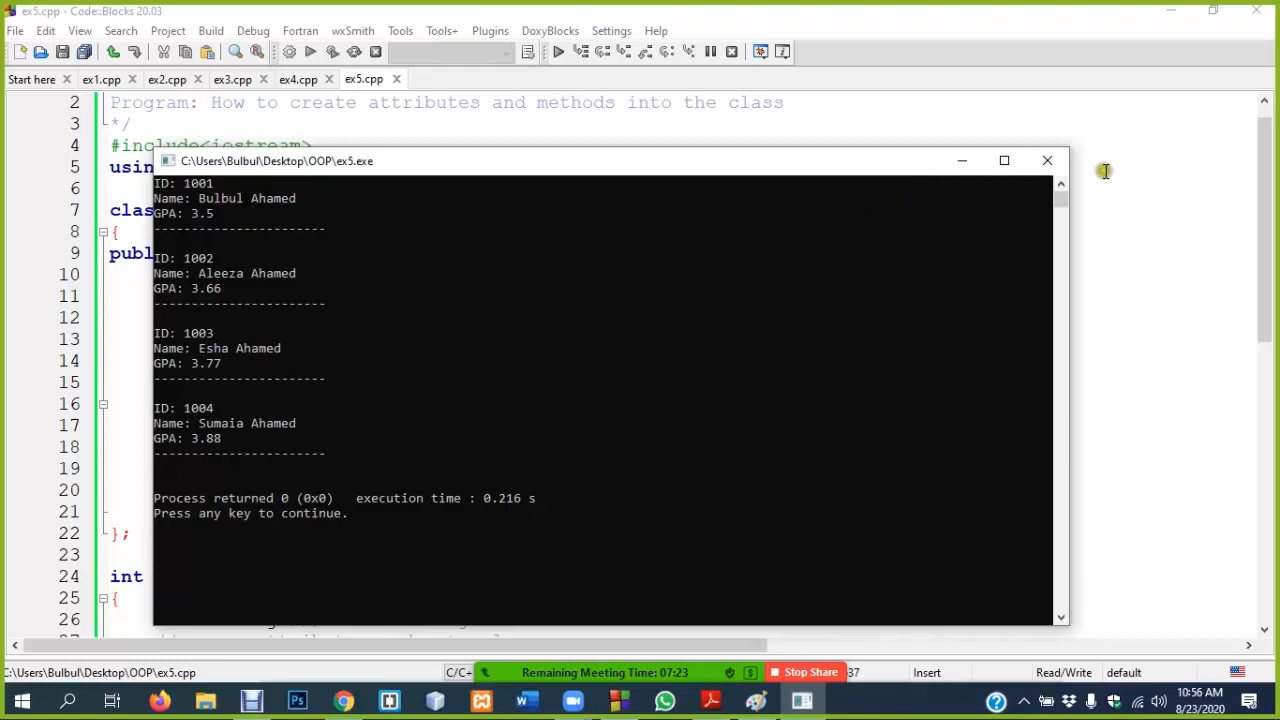 ex5.cpp - Code::Blocks 20.03
File Edit View Search Project Build Debug Fortran wxSmith Tools Tools+ Plugins DoxyBlocks Settings Help
Start here ex1.cpp ex2.cpp ex3.cpp ex4.cpp ex5.cpp
2 Program: How to create attributes and methods into the class
3 */
4 #include<iostream>
C:\Users\Bulbul\Desktop\OOP\ex5.exe
5 usin
6
7 clas
8 {
9 publ
10
11
12
13
14
15
16
17
18
19
20
21
22 };
23
24 int
25 {
26
27
ID: 1001
Name: Bulbul Ahamed
GPA: 3.5
-----------------------
ID: 1002
Name: Aleeza Ahamed
GPA: 3.66
-----------------------
ID: 1003
Name: Esha Ahamed
GPA: 3.77
-----------------------
ID: 1004
Name: Sumaia Ahamed
GPA: 3.88
-----------------------
Process returned 0 (0x0)   execution time : 0.216 s
Press any key to continue.
C:\Users\Bulbul\Desktop\OOP\ex5.cpp C/C+ Remaining Meeting Time: 07:23 Stop Share 37 Insert Read/Write default
10:56 AM
8/23/2020